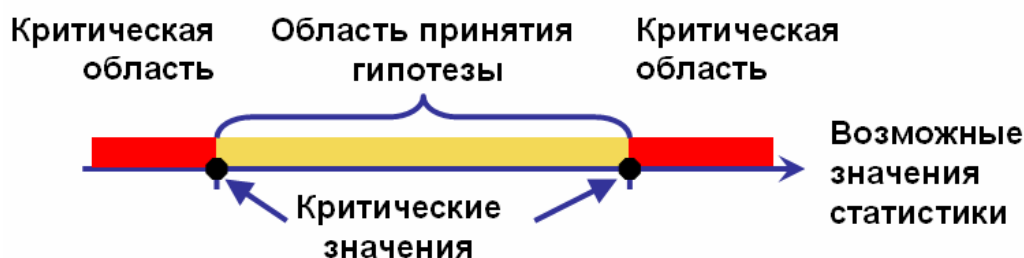 Критическая
область
Область принятия
гипотезы
Критическая
область
Возможные
значения
статистики
Критические
значения